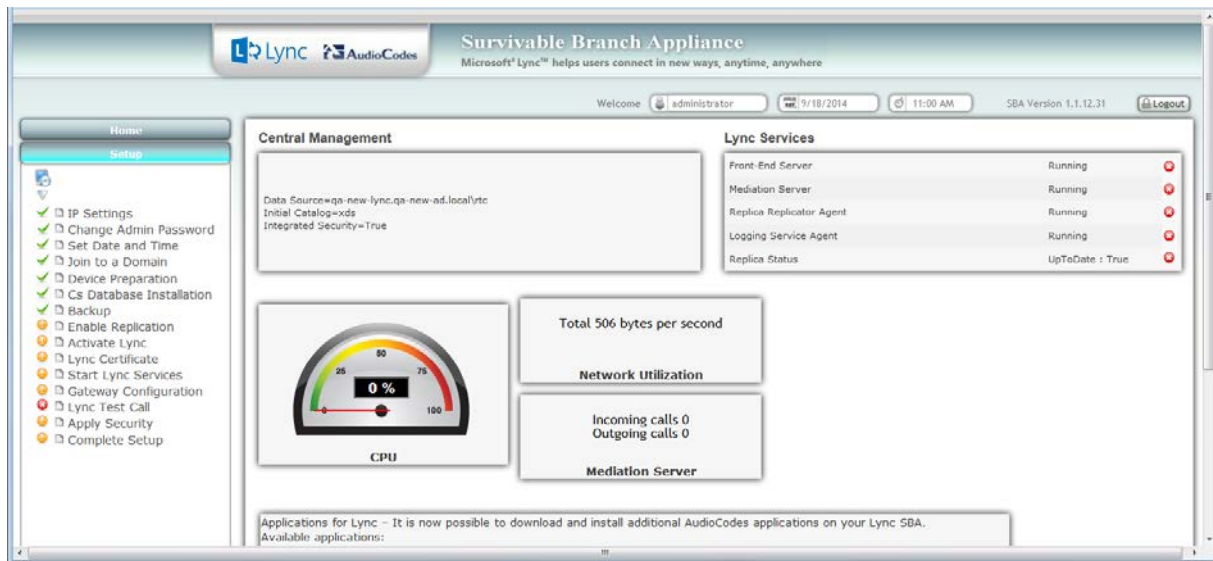 Lync AudioCodes
Survivable Branch Appliance
Microsoft® Lync™ helps users connect in new ways, anytime, anywhere
Welcome administrator 9/18/2014 11:00 AM SBA Version 1.1.12.31 Logout
Home
Setup
IP Settings
Change Admin Password
Set Date and Time
Join to a Domain
Device Preparation
Cs Database Installation
Backup
Enable Replication
Activate Lync
Lync Certificate
Start Lync Services
Gateway Configuration
Lync Test Call
Apply Security
Complete Setup
Central Management
Data Source=qa-new-lync.qa-new-ad.local\rtc
Initial Catalog=xds
Integrated Security=True
Lync Services
Front-End Server Running
Mediation Server Running
Replica Replicator Agent Running
Logging Service Agent Running
Replica Status UpToDate : True
0 25 50 75 100
0 %
CPU
Total 506 bytes per second
Network Utilization
Incoming calls 0
Outgoing calls 0
Mediation Server
Applications for Lync - It is now possible to download and install additional AudioCodes applications on your Lync SBA.
Available applications: